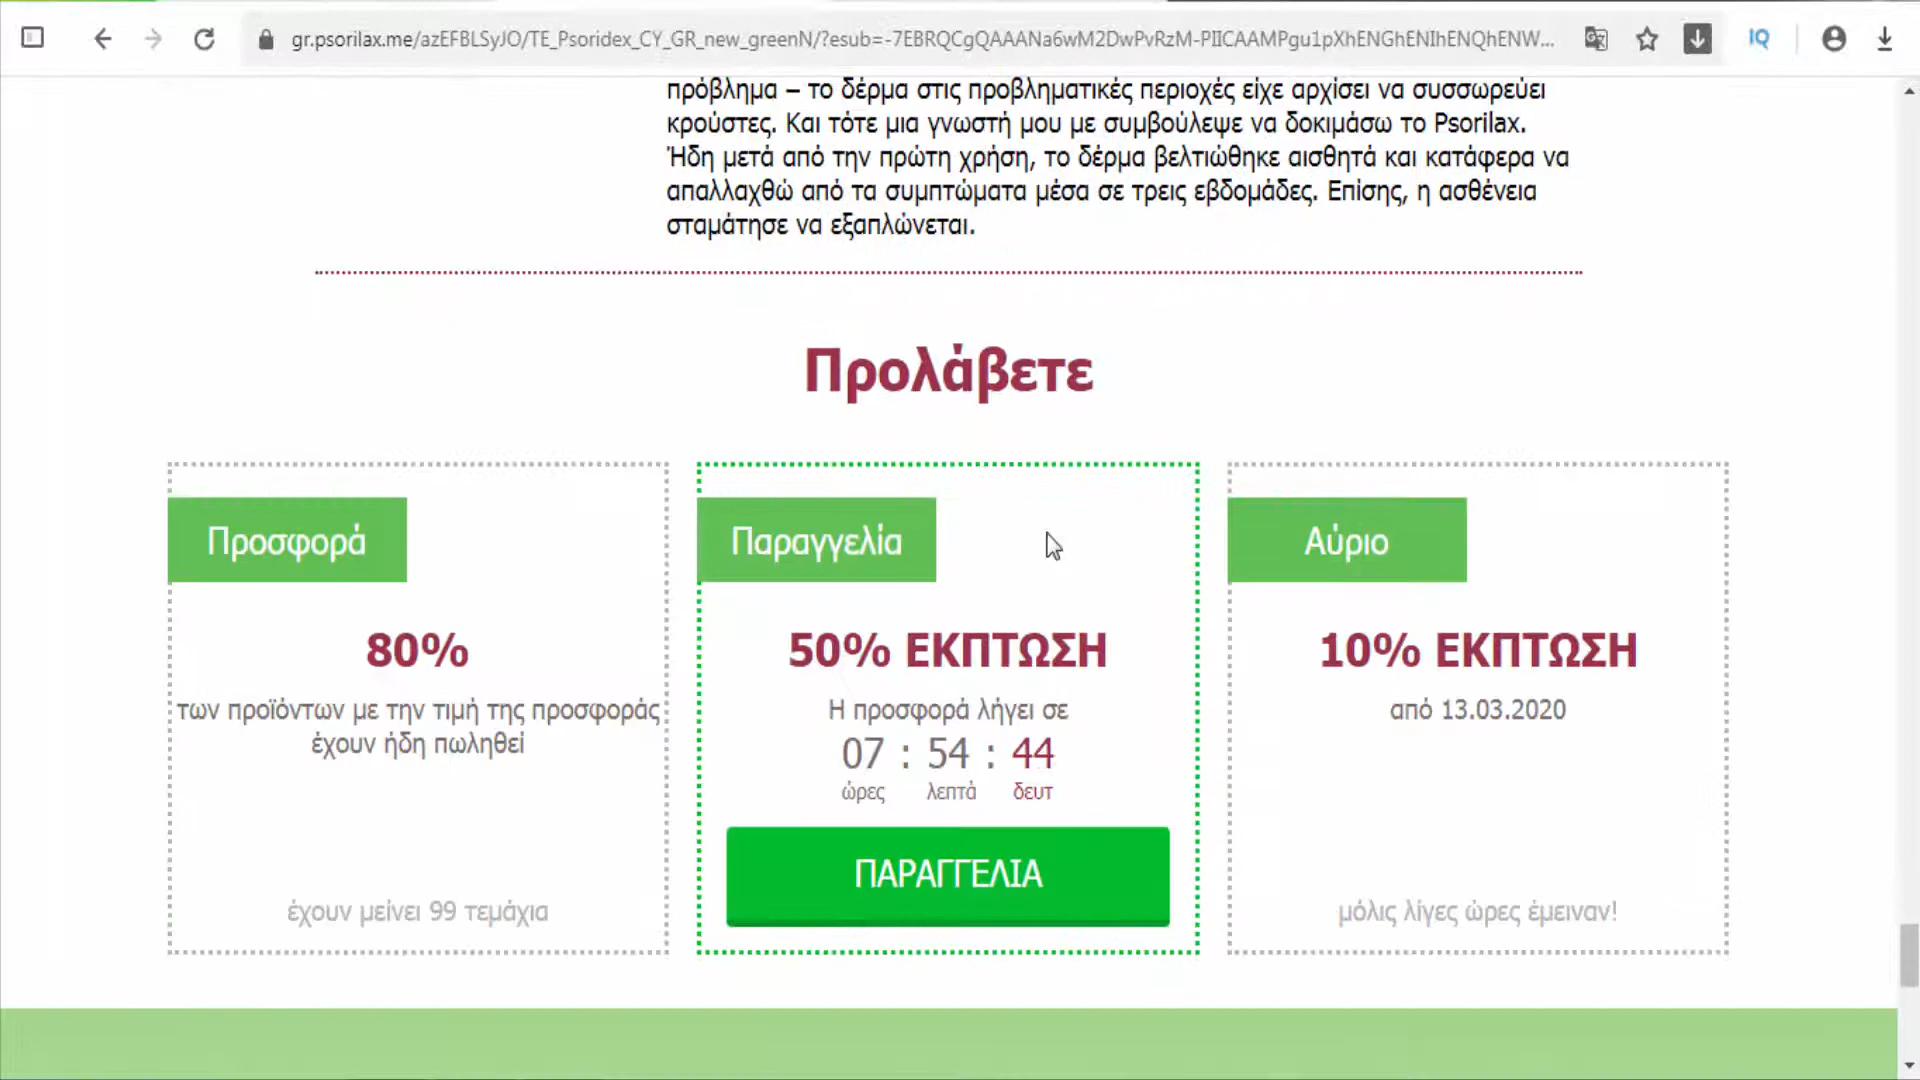 gr.psorilax.me/azEFBLSyJO/TE_Psoridex_CY_GR_new_greenN/?esub=-7EBRQCgQAAANa6wM2DwPvRzM-PIICAAMPgu1pXhENGhENIhENQhENW...
IQ
πρόβλημα – το δέρμα στις προβληματικές περιοχές είχε αρχίσει να συσσωρεύει
κρούστες. Και τότε μια γνωστή μου με συμβούλεψε να δοκιμάσω το Psorilax.
Ήδη μετά από την πρώτη χρήση, το δέρμα βελτιώθηκε αισθητά και κατάφερα να
απαλλαχθώ από τα συμπτώματα μέσα σε τρεις εβδομάδες. Επίσης, η ασθένεια
σταμάτησε να εξαπλώνεται.
Προλάβετε
Προσφορά
80%
των προϊόντων με την τιμή της προσφοράς
έχουν ήδη πωληθεί
έχουν μείνει 99 τεμάχια
Παραγγελία
50% ΕΚΠΤΩΣΗ
Η προσφορά λήγει σε
07 : 54 : 44
ώρες λεπτά δευτ
ΠΑΡΑΓΓΕΛΙΑ
Αύριο
10% ΕΚΠΤΩΣΗ
από 13.03.2020
μόλις λίγες ώρες έμειναν!